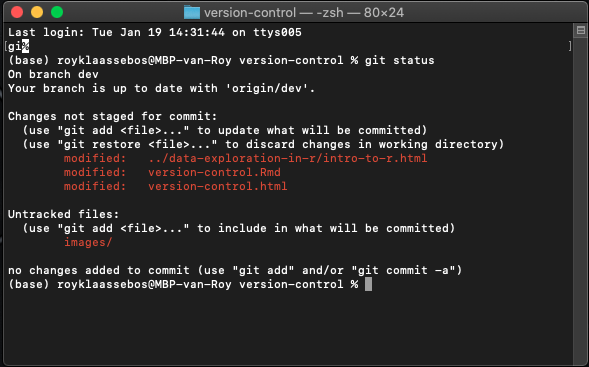 version-control — -zsh — 80×24
Last login: Tue Jan 19 14:31:44 on ttys005
[gi% ]
(base) royklaassebos@MBP-van-Roy version-control % git status
On branch dev
Your branch is up to date with 'origin/dev'.
Changes not staged for commit:
(use "git add <file>..." to update what will be committed)
(use "git restore <file>..." to discard changes in working directory)
modified: ../data-exploration-in-r/intro-to-r.html
modified: version-control.Rmd
modified: version-control.html
Untracked files:
(use "git add <file>..." to include in what will be committed)
images/
no changes added to commit (use "git add" and/or "git commit -a")
(base) royklaassebos@MBP-van-Roy version-control %